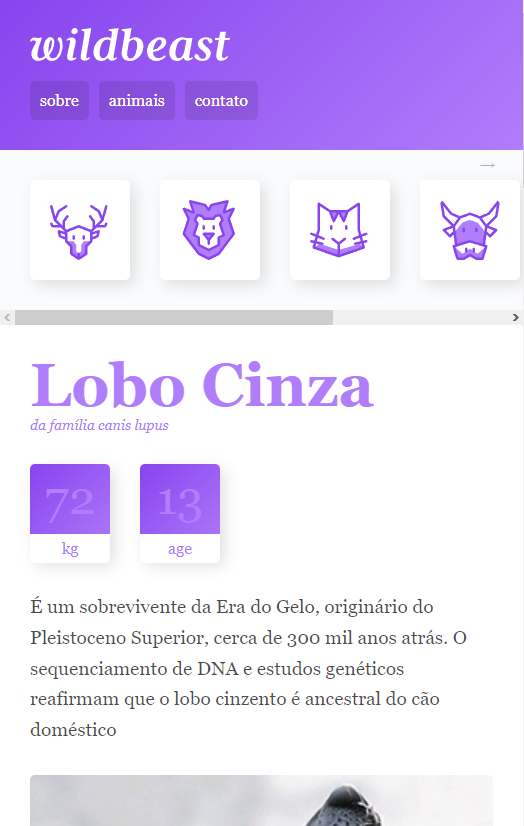 wildbeast
sobre animais contato
→
Lobo Cinza
da família canis lupus
72 13
kg age
É um sobrevivente da Era do Gelo, originário do
Pleistoceno Superior, cerca de 300 mil anos atrás. O
sequenciamento de DNA e estudos genéticos
reafirmam que o lobo cinzento é ancestral do cão
doméstico